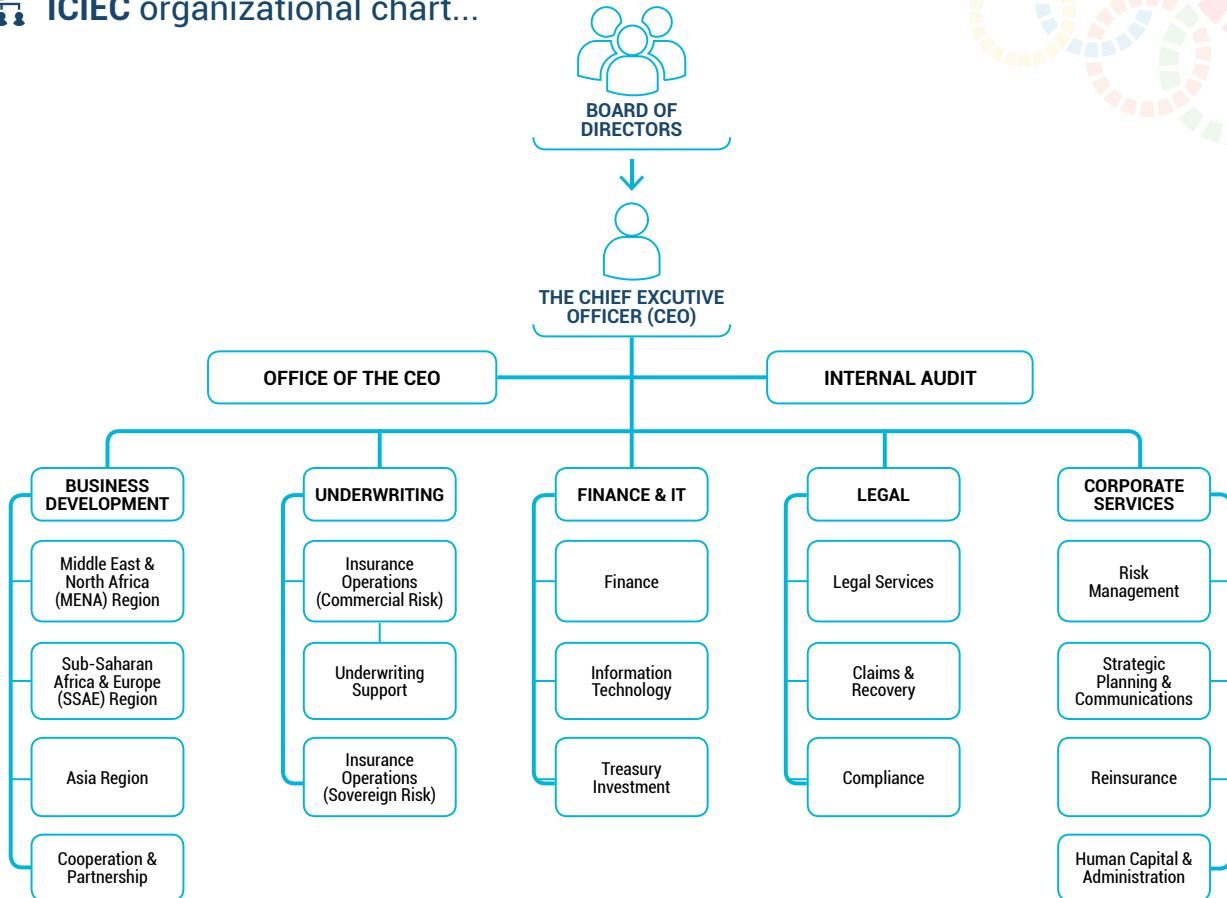 ICIEC organizational chart...
BOARD OF
DIRECTORS
THE CHIEF EXCUTIVE
OFFICER (CEO)
OFFICE OF THE CEO
INTERNAL AUDIT
BUSINESS
DEVELOPMENT
Middle East &
North Africa
(MENA) Region
Sub-Saharan
Africa & Europe
(SSAE) Region
Asia Region
Cooperation &
Partnership
UNDERWRITING
Insurance
Operations
(Commercial Risk)
Underwriting
Support
Insurance
Operations
(Sovereign Risk)
FINANCE & IT
Finance
Information
Technology
Treasury
Investment
LEGAL
Legal Services
Claims &
Recovery
Compliance
CORPORATE
SERVICES
Risk
Management
Strategic
Planning &
Communications
Reinsurance
Human Capital &
Administration